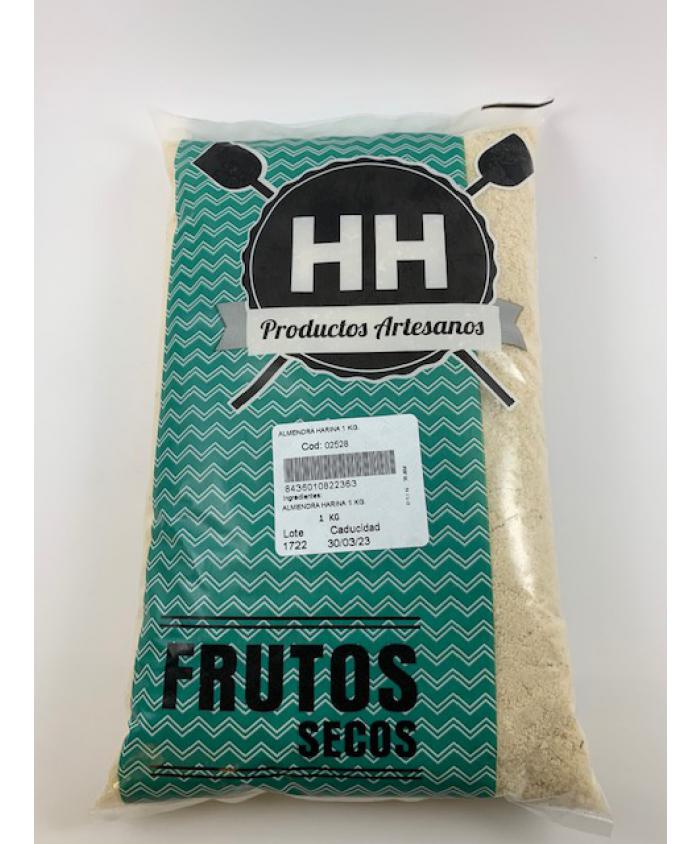 HH
Productos Artesanos
ALMENDRA HARINA 1 KG.
Cod: 02528
8436010822363
Ingredientes:
ALMENDRA HARINA 1 KG.
1 KG
Lote Caducidad
1722 30/03/23
FRUTOS
SECOS